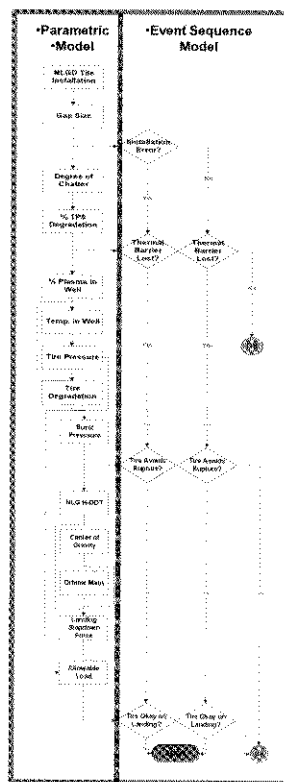 •Parametric
•Model
•Event Sequence
Model
NLGD Tile
Installation
Gap Size
Installation
Error?
Degree of
Chatter
% TPS
Degradation
Thermal
Barrier
Lost?
Thermal
Barrier
Lost?
% Plasma in
Well
Temp. in Well
Tire Pressure
Tire
Degradation
Burst
Pressure
Tire Avoids
Rupture?
Tire Avoids
Rupture?
Center of
Gravity
Orbiter Mass
Landing
Slapdown
Force
Allowable
Load
Tire Okay on
Landing?
Tire Okay on
Landing?